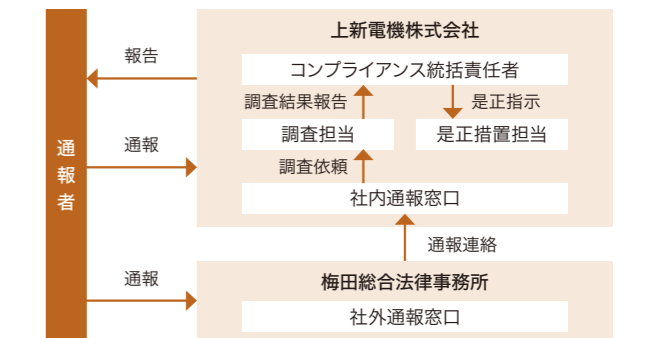 上新電機株式会社
報告
コンプライアンス統括責任者
調査結果報告
是正指示
通報者
通報
調査担当
是正措置担当
調査依頼
社内通報窓口
通報連絡
通報
梅田総合法律事務所
社外通報窓口